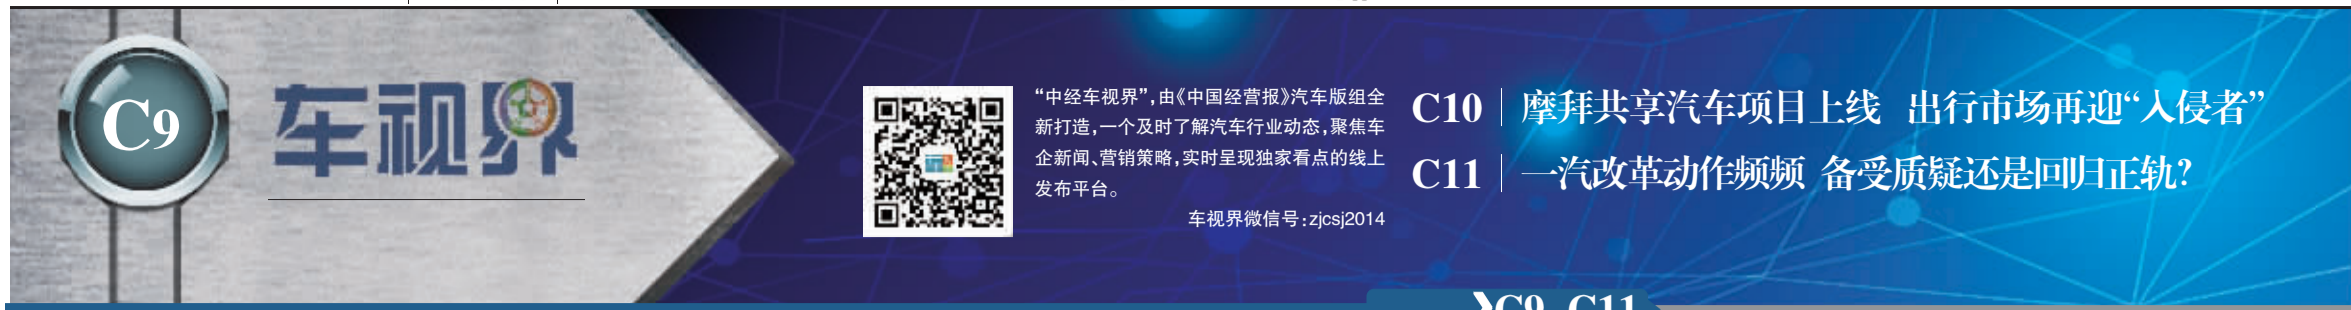 C9
车视界
“中经车视界”,由《中国经营报》汽车版组全
新打造,一个及时了解汽车行业动态,聚焦车
企新闻、营销策略,实时呈现独家看点的线上
发布平台。
车视界微信号:zjcsj2014
C10 摩拜共享汽车项目上线 出行市场再迎“入侵者”
C11 一汽改革动作频频 备受质疑还是回归正轨?
C9 C11